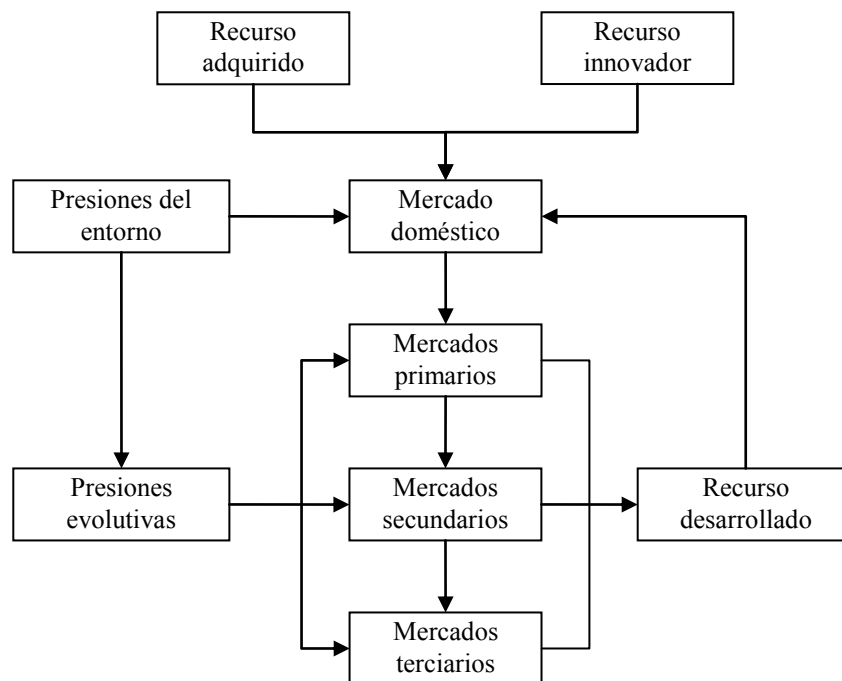 Recurso
adquirido
Recurso
innovador
Presiones del
entorno
Mercado
doméstico
Mercados
primarios
Presiones
evolutivas
Mercados
secundarios
Recurso
desarrollado
Mercados
terciarios